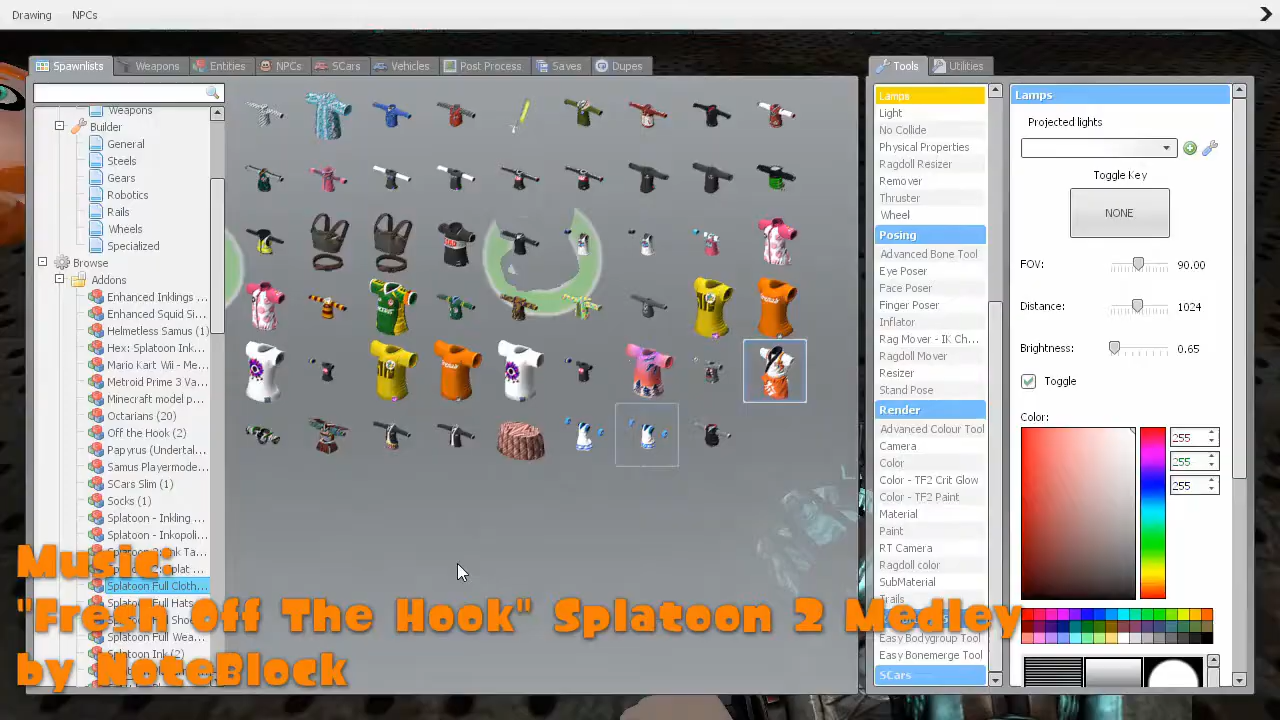 Drawing NPCs
Spawnlists Weapons Entities NPCs SCars Vehicles Post Process Saves Dupes
Weapons
Builder
General
Steels
Gears
Robotics
Rails
Wheels
Specialized
Browse
Addons
Enhanced Inklings ...
Enhanced Squid Si...
Helmetless Samus (1)
Hex: Splatoon Ink...
Mario Kart Wii - Me...
Metroid Prime 3 Va...
Minecraft model p...
Octarians (20)
Off the Hook (2)
Papyrus (Undertal...
Samus Playermode...
SCars Slim (1)
Socks (1)
Splatoon - Inkling ...
Splatoon - Inkopoli...
Splatoon Full Cloth...
Splatoon Full Hats
Splatoon Full Wea...
Splatoon Ink (2)
Music:
"Fresh Off The Hook" Splatoon 2 Medley
by NoteBlock
Tools Utilities
Lamps
Light
No Collide
Physical Properties
Ragdoll Resizer
Remover
Thruster
Wheel
Posing
Advanced Bone Tool
Eye Poser
Face Poser
Finger Poser
Inflator
Rag Mover - IK Ch...
Ragdoll Mover
Resizer
Stand Pose
Render
Advanced Colour Tool
Camera
Color
Color - TF2 Crit Glow
Color - TF2 Paint
Material
Paint
RT Camera
Ragdoll color
SubMaterial
Trails
Easy Bodygroup Tool
Easy Bonemerge Tool
SCars
Lamps
Projected lights
Toggle Key
NONE
FOV: 90.00
Distance: 1024
Brightness: 0.65
Toggle
Color:
255
255
255